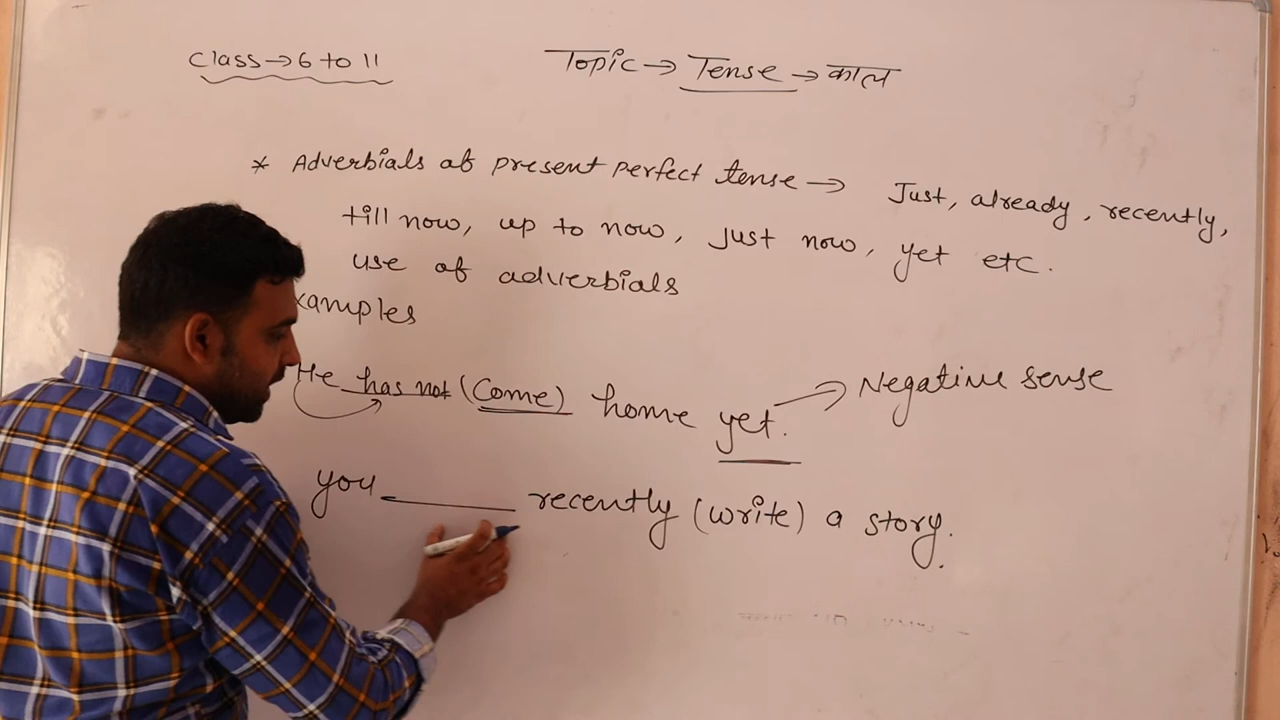 Class → 6 to 11
Topic → Tense → काल
* Adverbials of present perfect tense → Just, already, recently,
till now, up to now, just now, yet etc.
use of adverbials
xamples
He has not (Come) home yet. → Negative sense
you ______ recently (write) a story.